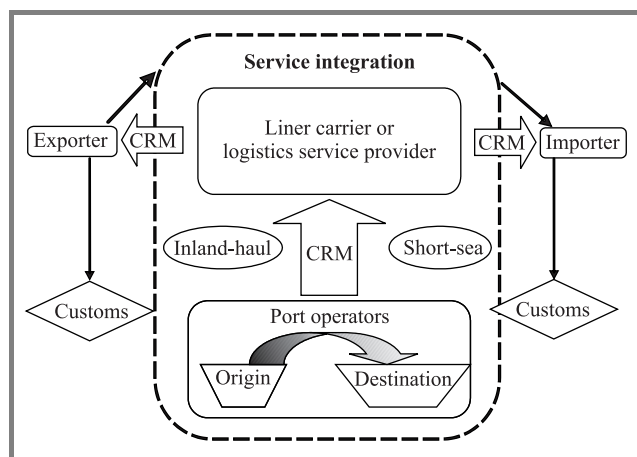 Service integration
Exporter
CRM
Liner carrier or
logistics service provider
CRM
Importer
Inland-haul
CRM
Short-sea
Customs
Customs
Port operators
Origin
Destination